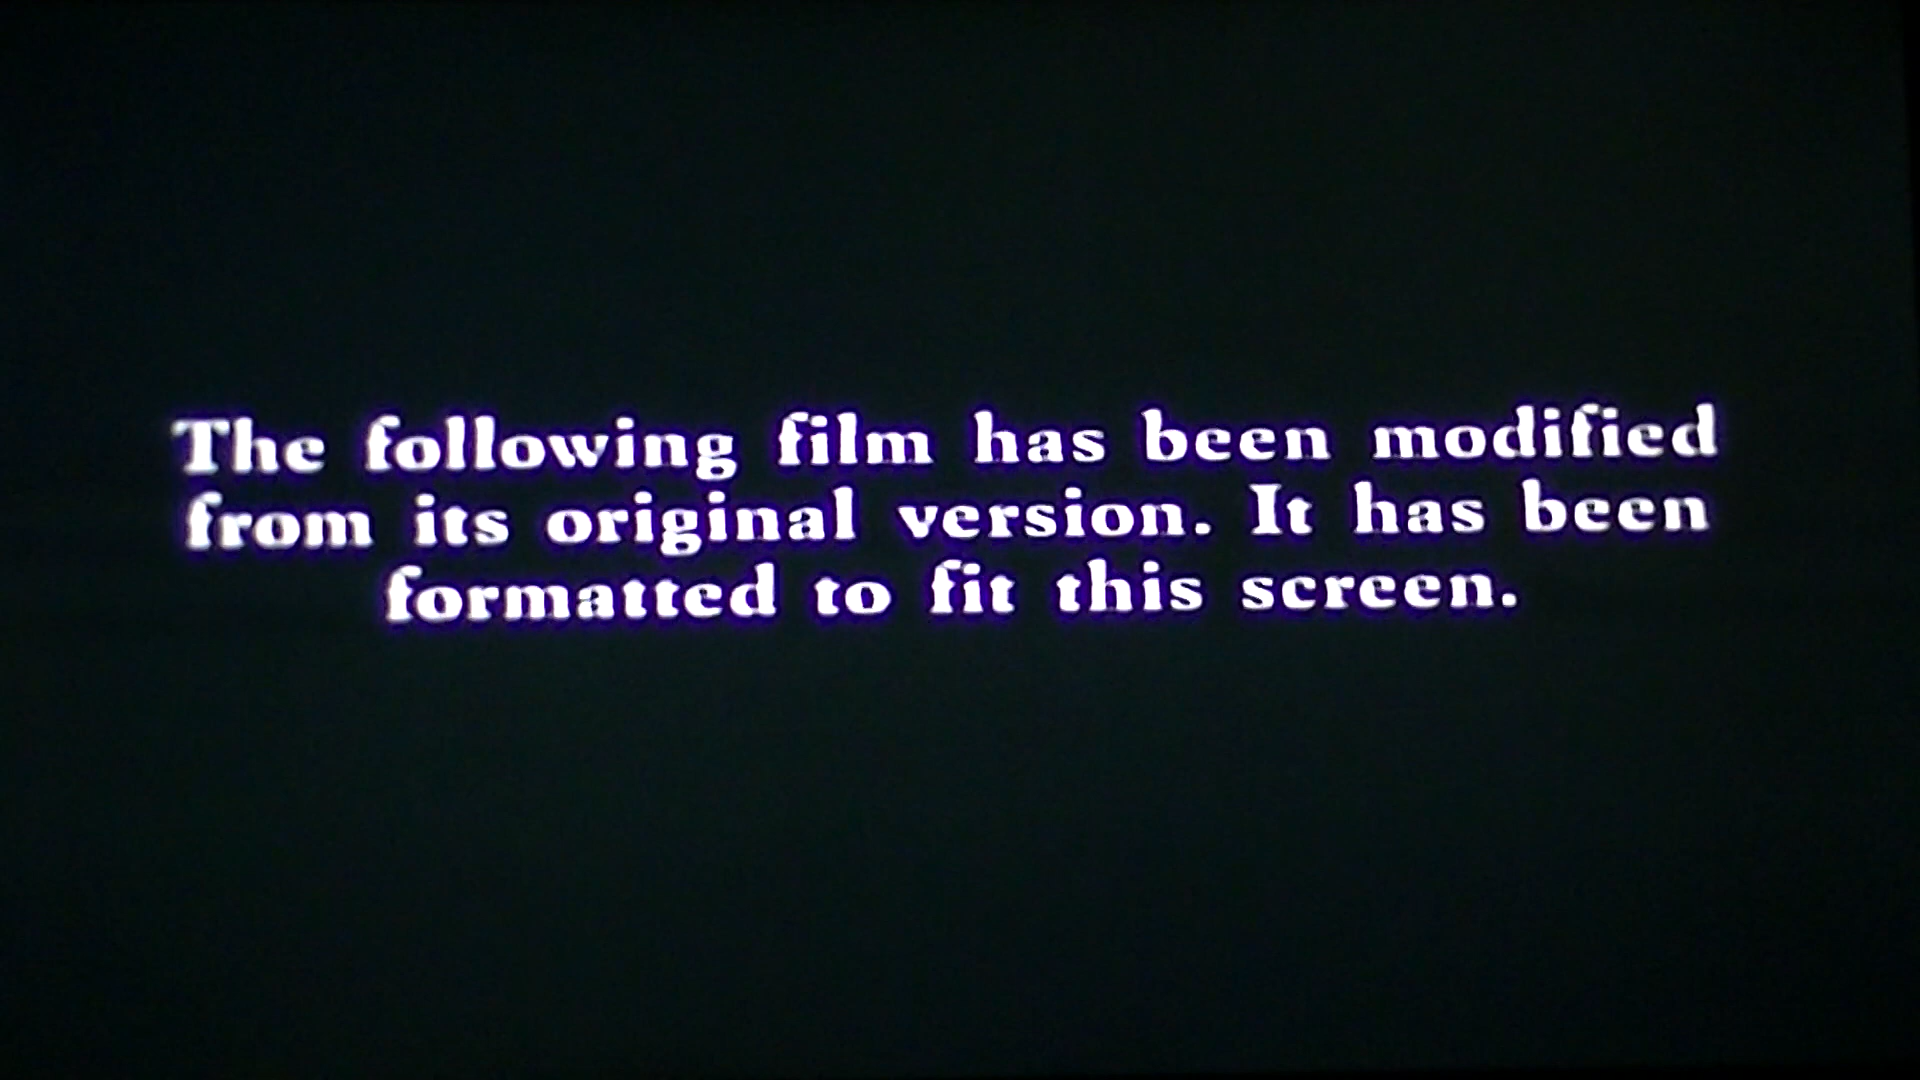 The following film has been modified
from its original version. It has been
formatted to fit this screen.